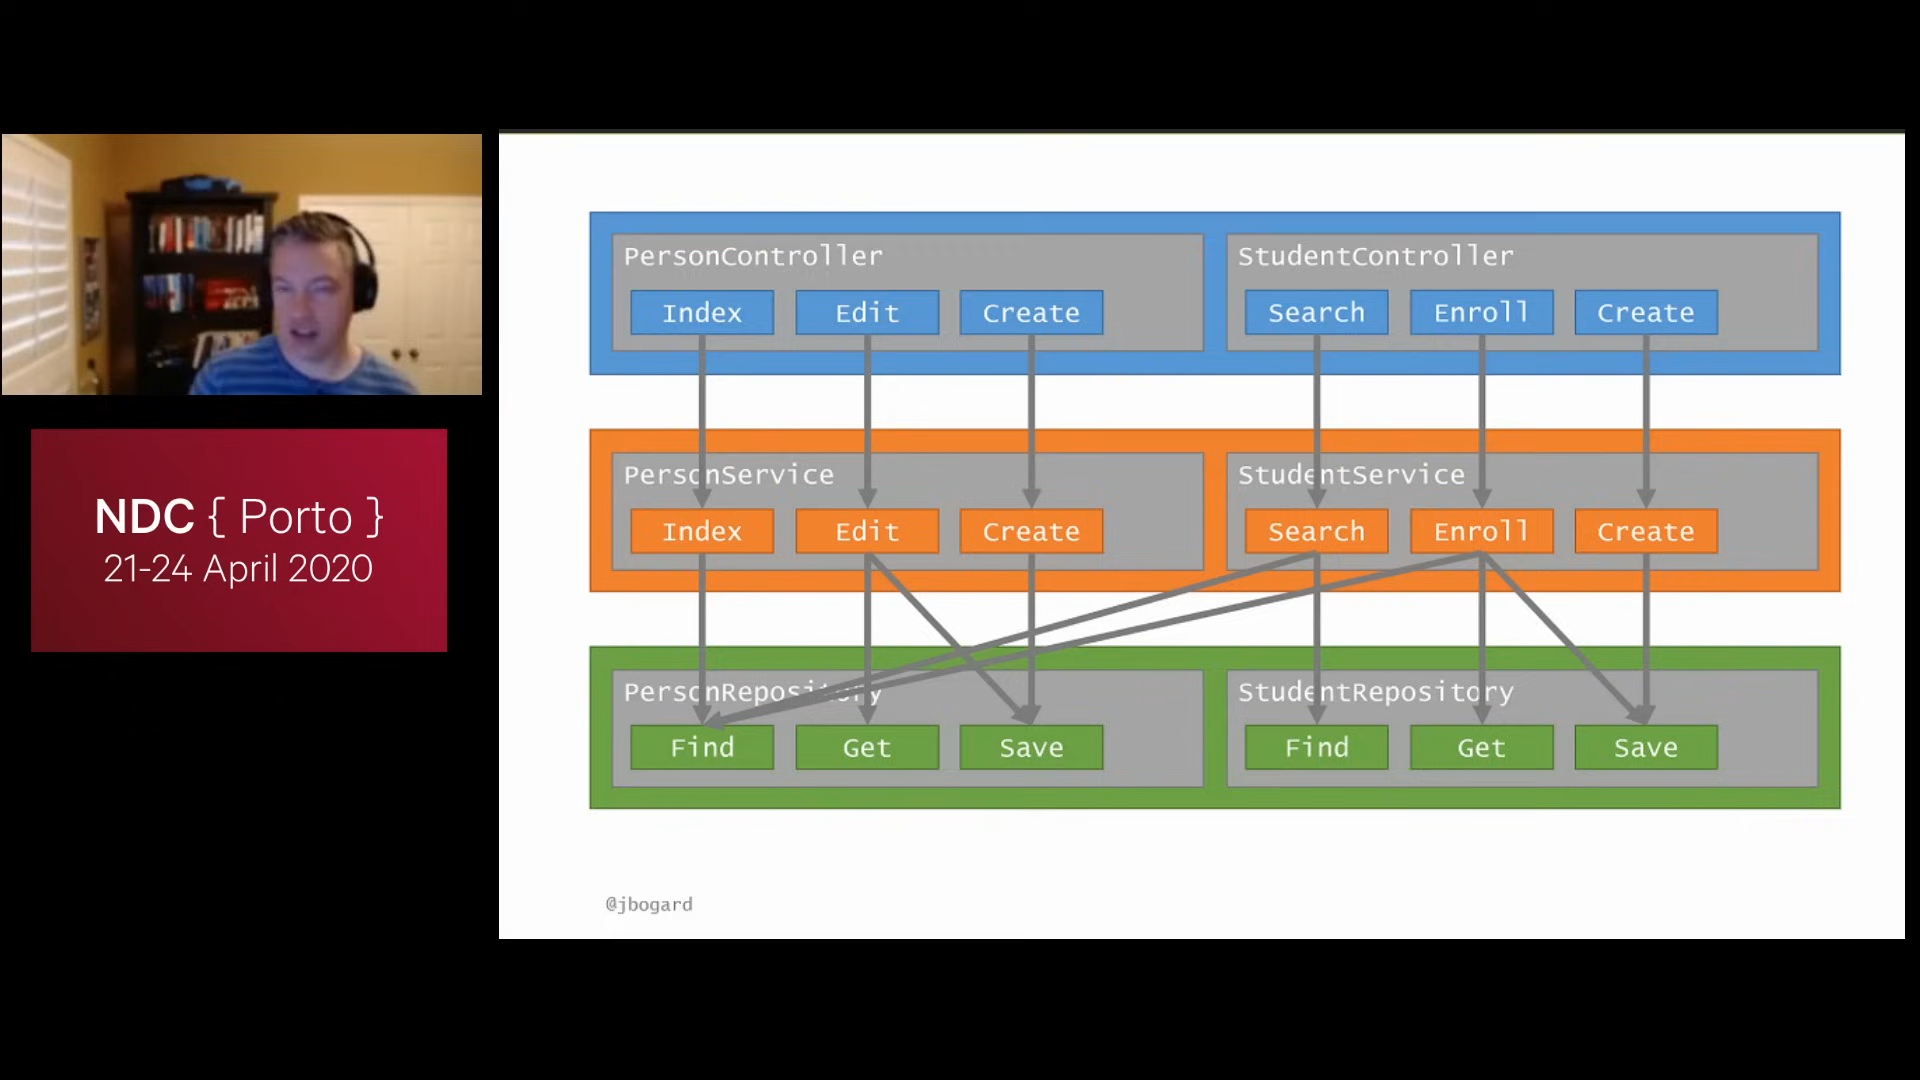 NDC { Porto }
21-24 April 2020
PersonController
Index Edit Create
StudentController
Search Enroll Create
PersonService
Index Edit Create
StudentService
Search Enroll Create
PersonRepository
Find Get Save
StudentRepository
Find Get Save
@jbogard